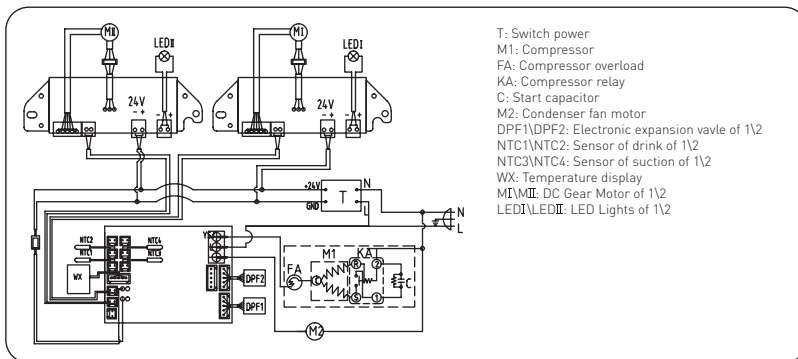 MⅡ
LEDⅡ
24V
- +
- +
MⅠ
LEDⅠ
24V
- +
- +
T: Switch power
M1: Compressor
FA: Compressor overload
KA: Compressor relay
C: Start capacitor
M2: Condenser fan motor
DPF1\DPF2: Electronic expansion vavle of 1\2
NTC1\NTC2: Sensor of drink of 1\2
NTC3\NTC4: Sensor of suction of 1\2
WX: Temperature display
MⅠ\MⅡ: DC Gear Motor of 1\2
LEDⅠ\LEDⅡ: LED Lights of 1\2
+24V
GND
T
N
L
N
L
NTC2
NTC4
NTC1
NTC3
WX
DPF2
DPF1
FA
M1
KA1
C
R
2
S
1
C
M2